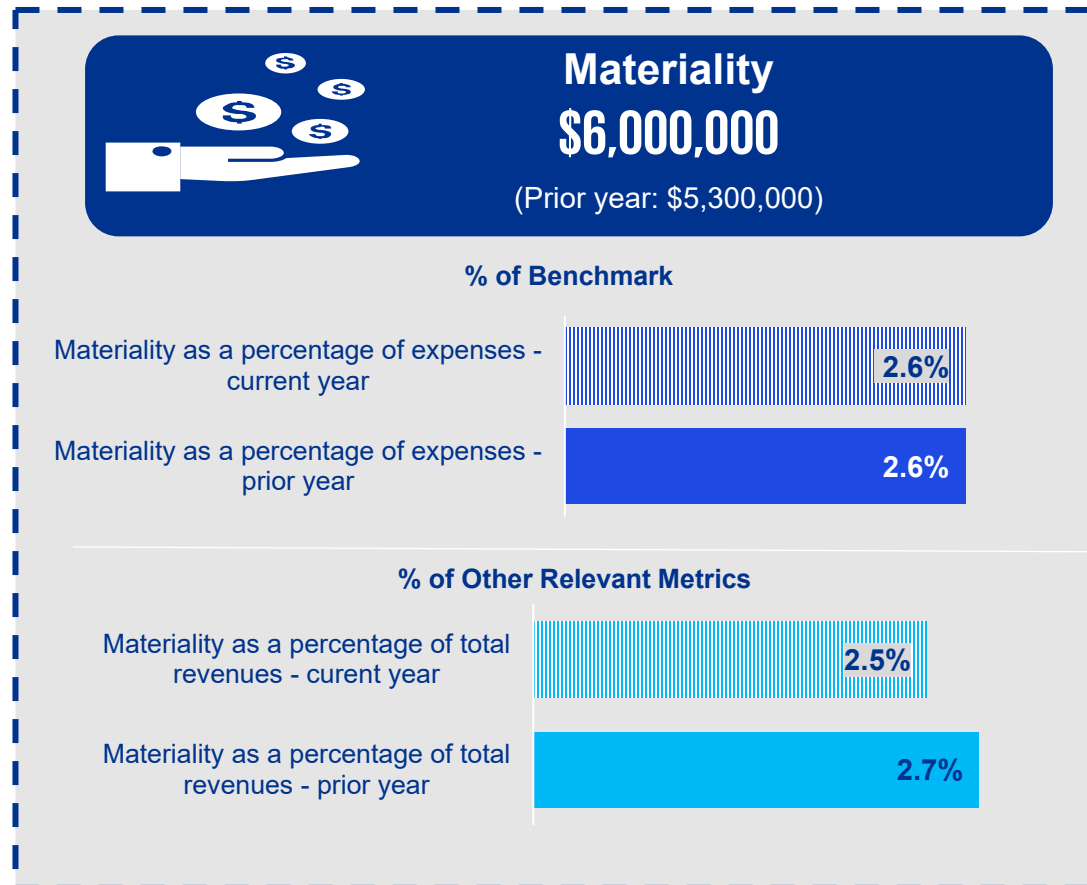 $
$
$
$
Materiality
$6,000,000
(Prior year: $5,300,000)
% of Benchmark
Materiality as a percentage of expenses -
current year
2.6%
Materiality as a percentage of expenses -
prior year
2.6%
% of Other Relevant Metrics
Materiality as a percentage of total
revenues - curent year
2.5%
Materiality as a percentage of total
revenues - prior year
2.7%